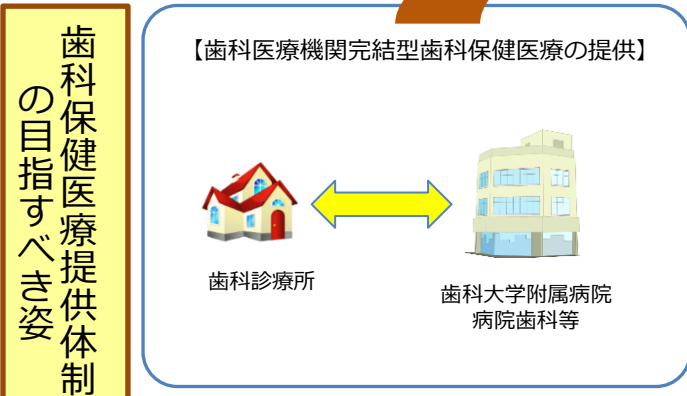 歯科保健医療提供体制
の目指すべき姿
【歯科医療機関完結型歯科保健医療の提供】
歯科診療所
歯科大学附属病院
病院歯科等